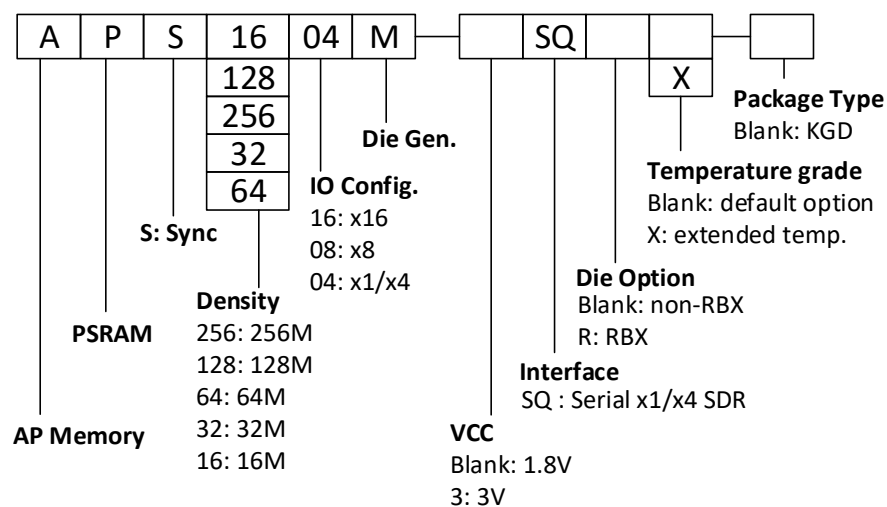 A P S 16 04 M SQ
128
256
32
64
X
Die Gen.
Package Type
Blank: KGD
IO Config.
16: x16
08: x8
04: x1/x4
Temperature grade
Blank: default option
X: extended temp.
S: Sync
Density
256: 256M
128: 128M
64: 64M
32: 32M
16: 16M
Die Option
Blank: non-RBX
R: RBX
PSRAM
Interface
SQ : Serial x1/x4 SDR
AP Memory
VCC
Blank: 1.8V
3: 3V